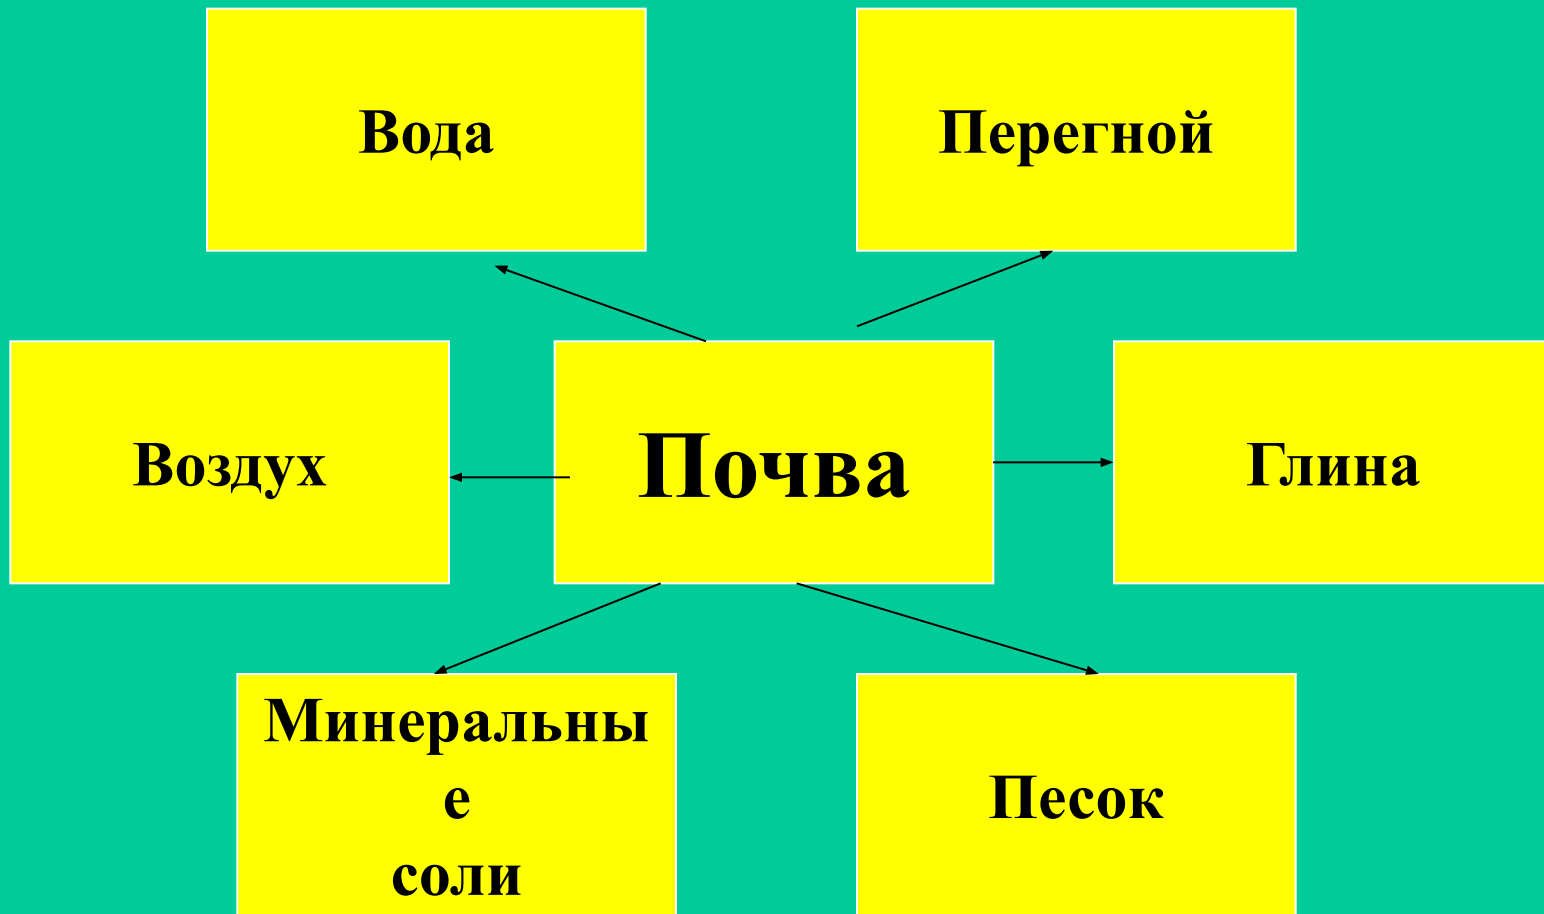 Вода
Перегной
Воздух
Почва
Глина
Минеральны
е
соли
Песок